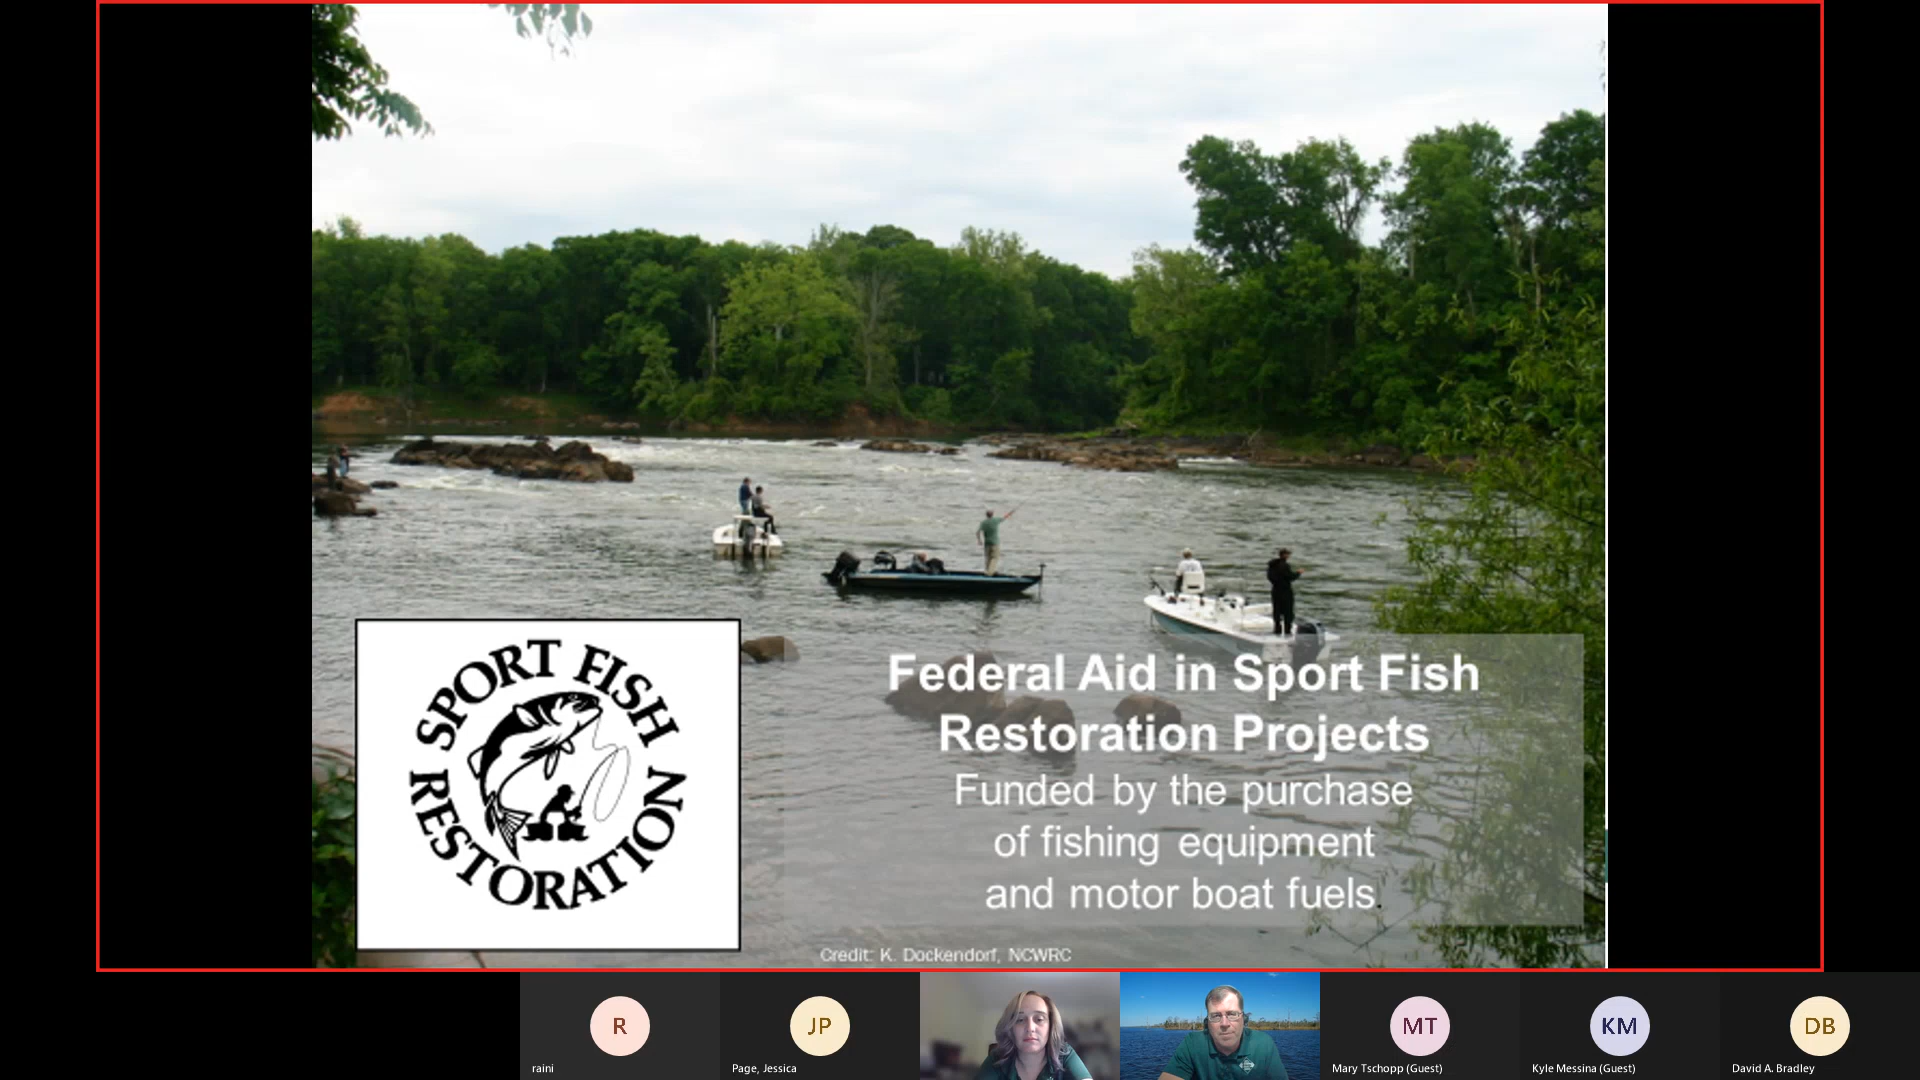 SPORT FISH
RESTORATION
Federal Aid in Sport Fish
Restoration Projects
Funded by the purchase
of fishing equipment
and motor boat fuels.
Credit: K. Dockendorf, NCWRC
R
JP
MT
KM
DB
raini
Page, Jessica
Mary Tschopp (Guest)
Kyle Messina (Guest)
David A. Bradley